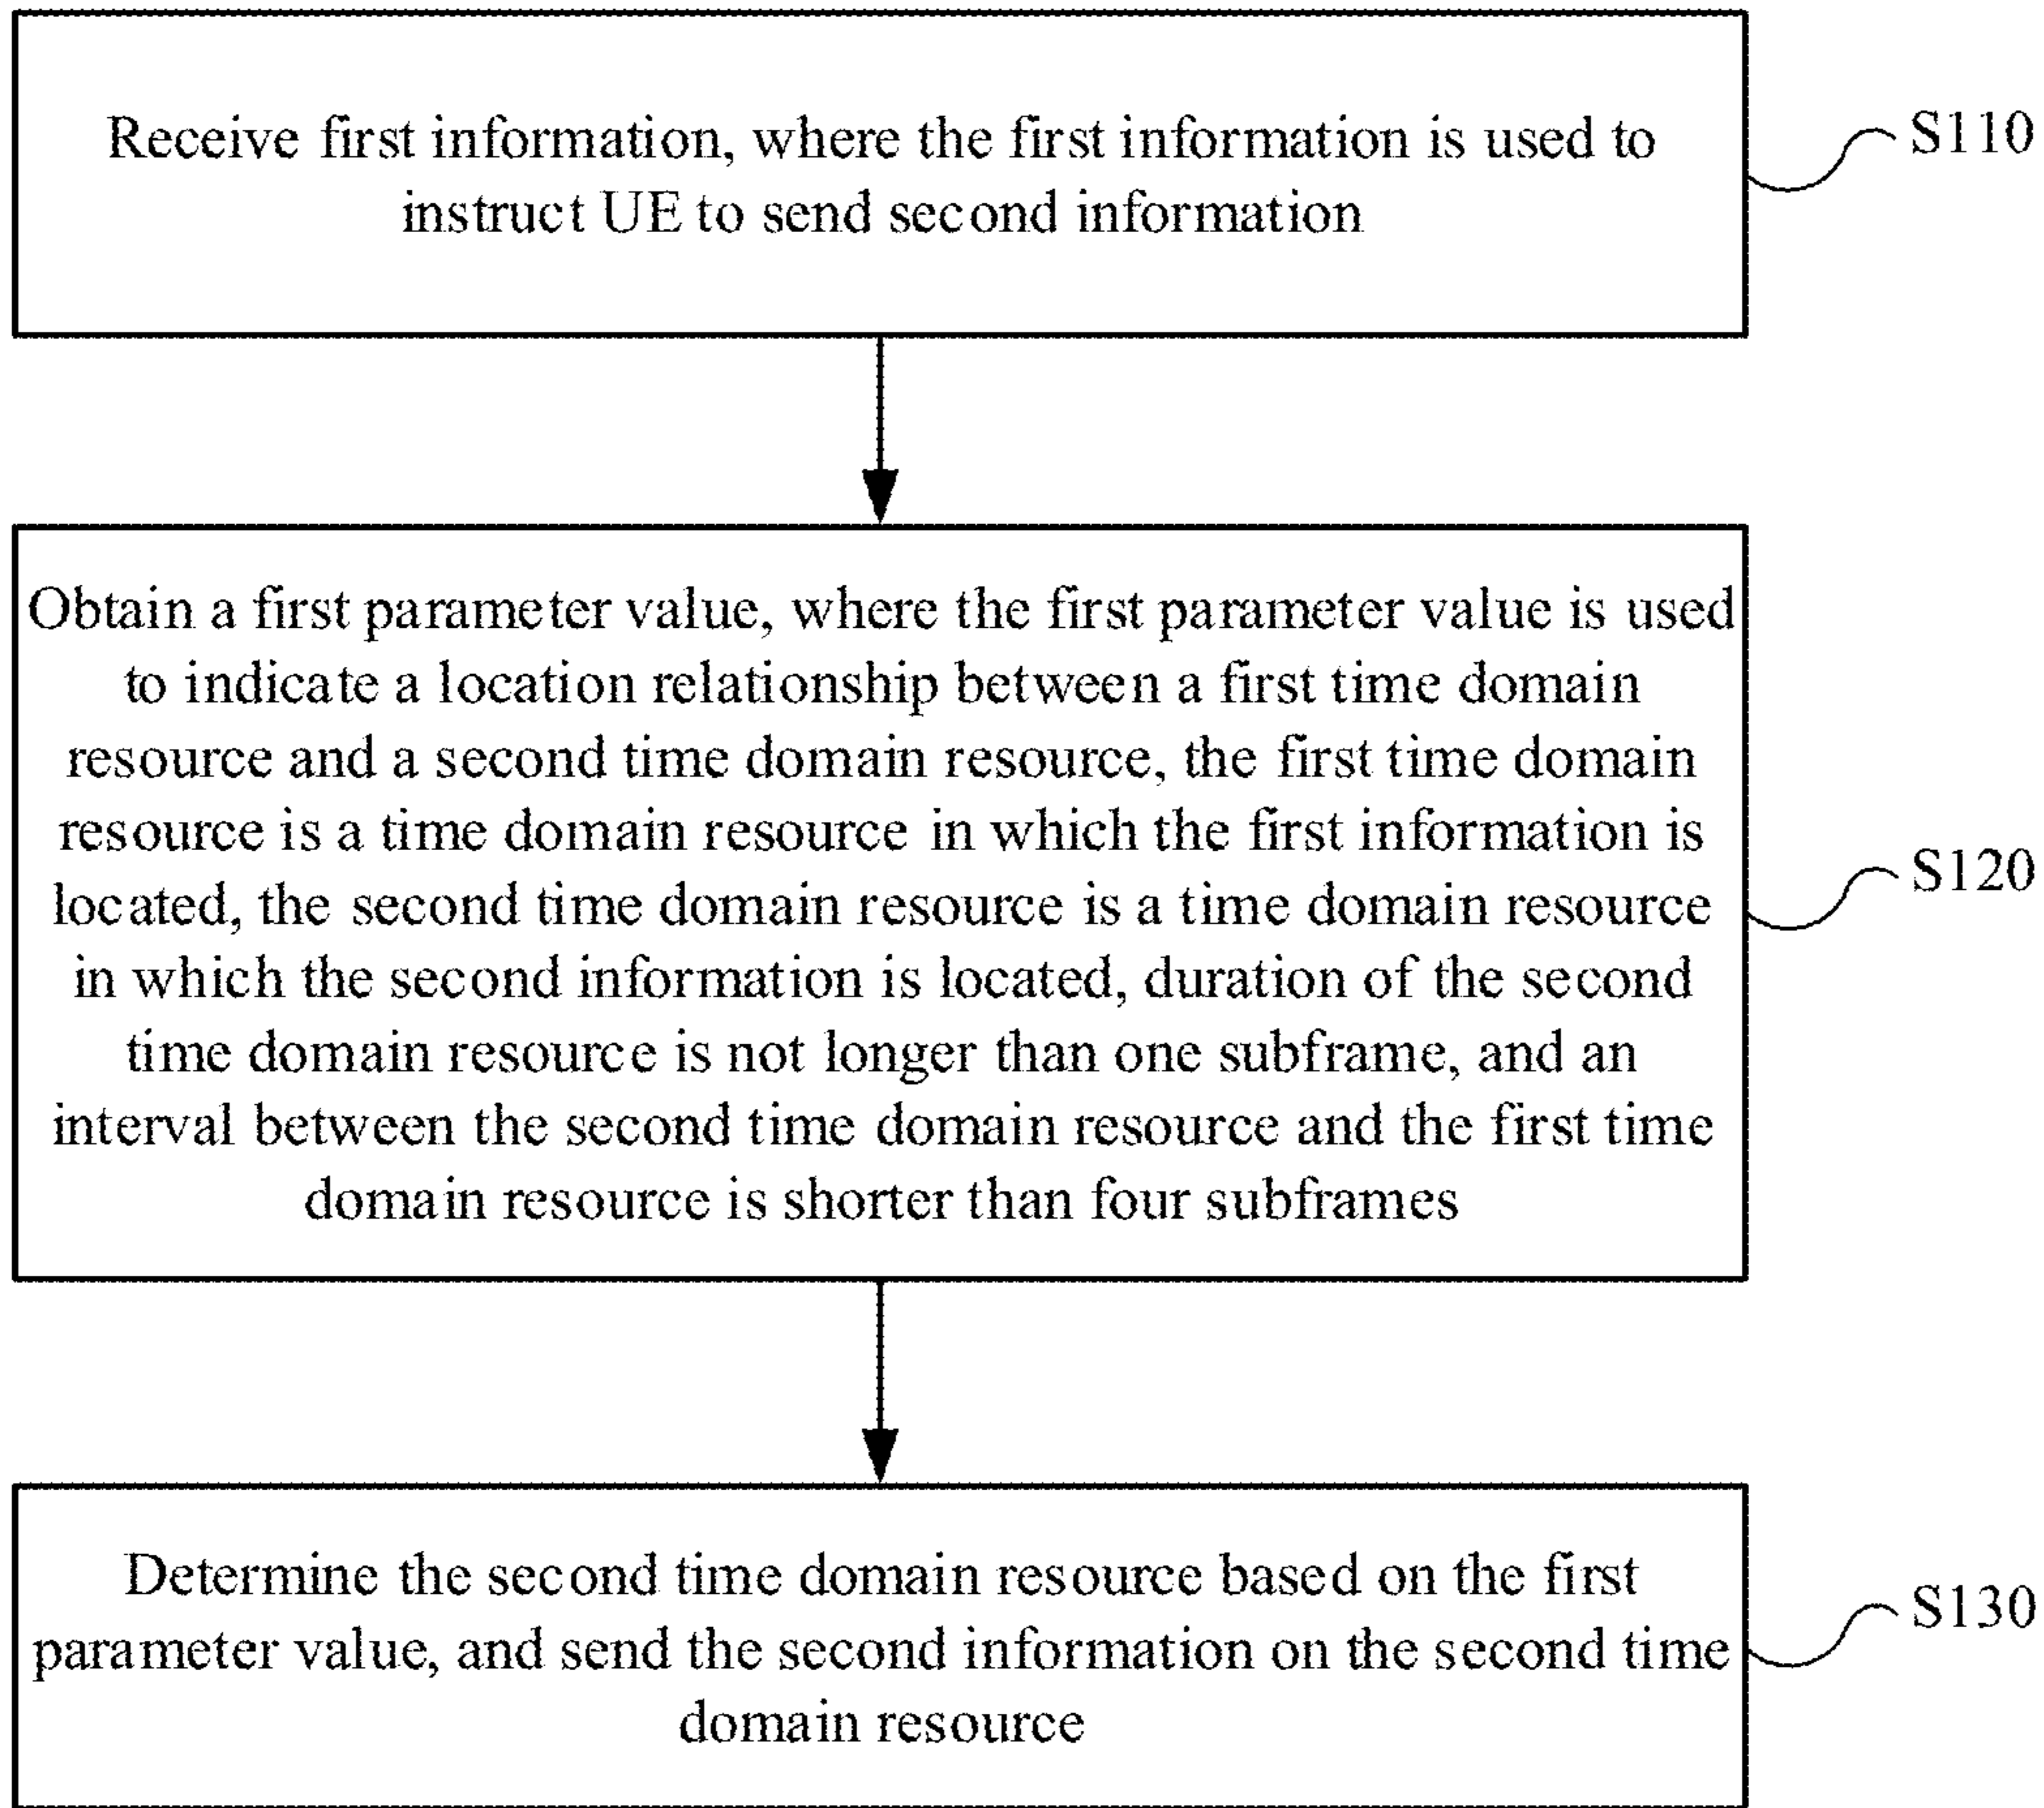 Receive first information, where the first information is used to
instruct UE to send second information
S110
Obtain a first parameter value, where the first parameter value is used
to indicate a location relationship between a first time domain
resource and a second time domain resource, the first time domain
resource is a time domain resource in which the first information is
located, the second time domain resource is a time domain resource
in which the second information is located, duration of the second
time domain resource is not longer than one subframe, and an
interval between the second time domain resource and the first time
domain resource is shorter than four subframes
S120
Determine the second time domain resource based on the first
parameter value, and send the second information on the second time
domain resource
S130